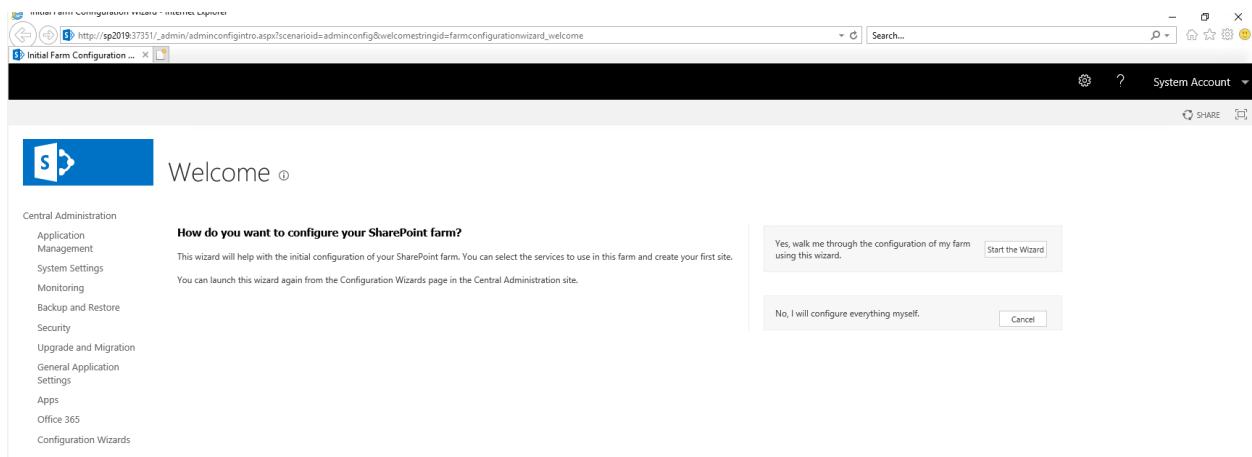 Initial Farm Configuration Wizard - Internet Explorer
http://sp2019:37351/_admin/adminconfigintro.aspx?scenarioid=adminconfig&welcomestringid=farmconfigurationwizard_welcome
Search...
Initial Farm Configuration ...
System Account
SHARE
S
Welcome
Central Administration
Application
Management
System Settings
Monitoring
Backup and Restore
Security
Upgrade and Migration
General Application
Settings
Apps
Office 365
Configuration Wizards
How do you want to configure your SharePoint farm?
This wizard will help with the initial configuration of your SharePoint farm. You can select the services to use in this farm and create your first site.
You can launch this wizard again from the Configuration Wizards page in the Central Administration site.
Yes, walk me through the configuration of my farm
using this wizard.
Start the Wizard
No, I will configure everything myself.
Cancel